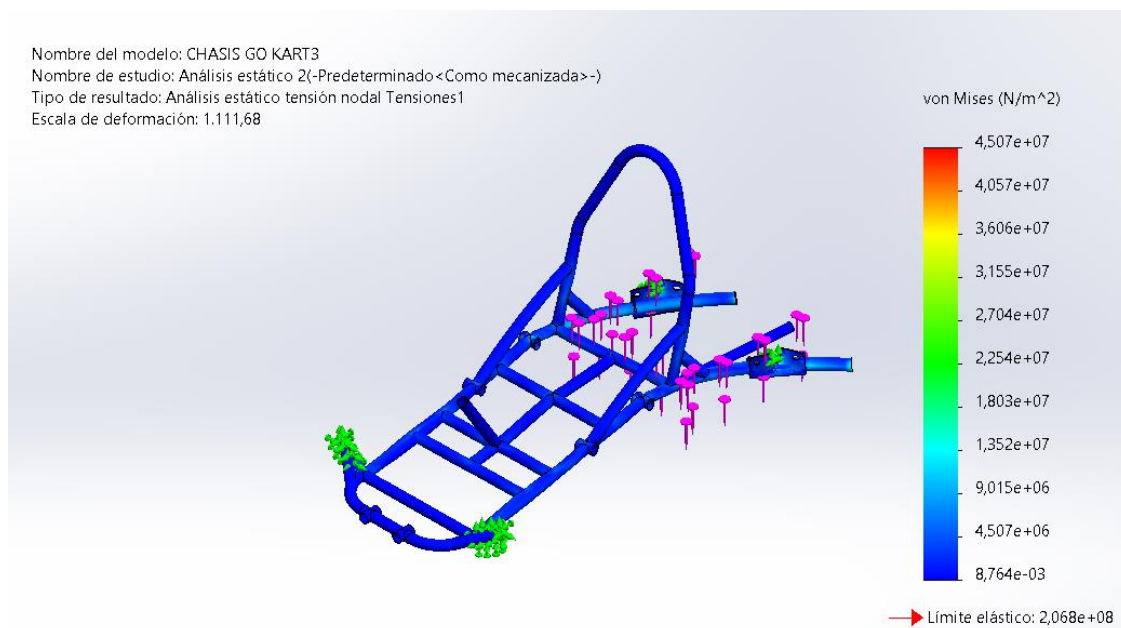 Nombre del modelo: CHASIS GO KART3
Nombre de estudio: Análisis estático 2(-Predeterminado<Como mecanizada>-)
Tipo de resultado: Análisis estático tensión nodal Tensiones1
Escala de deformación: 1.111,68
von Mises (N/m^2)
4,507e+07
4,057e+07
3,606e+07
3,155e+07
2,704e+07
2,254e+07
1,803e+07
1,352e+07
9,015e+06
4,507e+06
8,764e-03
Límite elástico: 2,068e+08